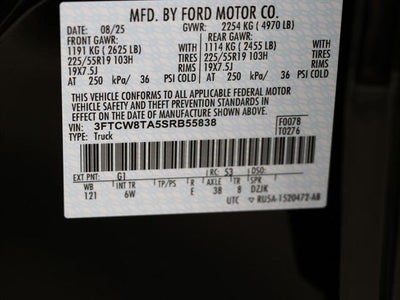 MFD. BY FORD MOTOR CO.
DATE: 08/25 GVWR: 2254 KG ( 4970 LB)
FRONT GAWR: REAR GAWR:
1191 KG ( 2625 LB) WITH 1114 KG ( 2455 LB) WITH
225/55R19 103H TIRES 225/55R19 103H TIRES
19X7.5J RIMS 19X7.5J RIMS
AT 250 kPa/ 36 PSI COLD AT 250 kPa/ 36 PSI COLD
THIS VEHICLE CONFORMS TO ALL APPLICABLE FEDERAL MOTOR
VEHICLE SAFETY AND THEFT PREVENTION STANDARDS IN
EFFECT ON THE DATE OF MANUFACTURE SHOWN ABOVE.
VIN: 3FTCW8TA5SRB55838 F0078
TYPE: Truck T0276
EXT PNT: G1 RC: S3 DSO:
WB INT TR TP/PS R AXLE TR SPR
121 6W E 38 8 DZJK
UTC RU5A-1520472-AB